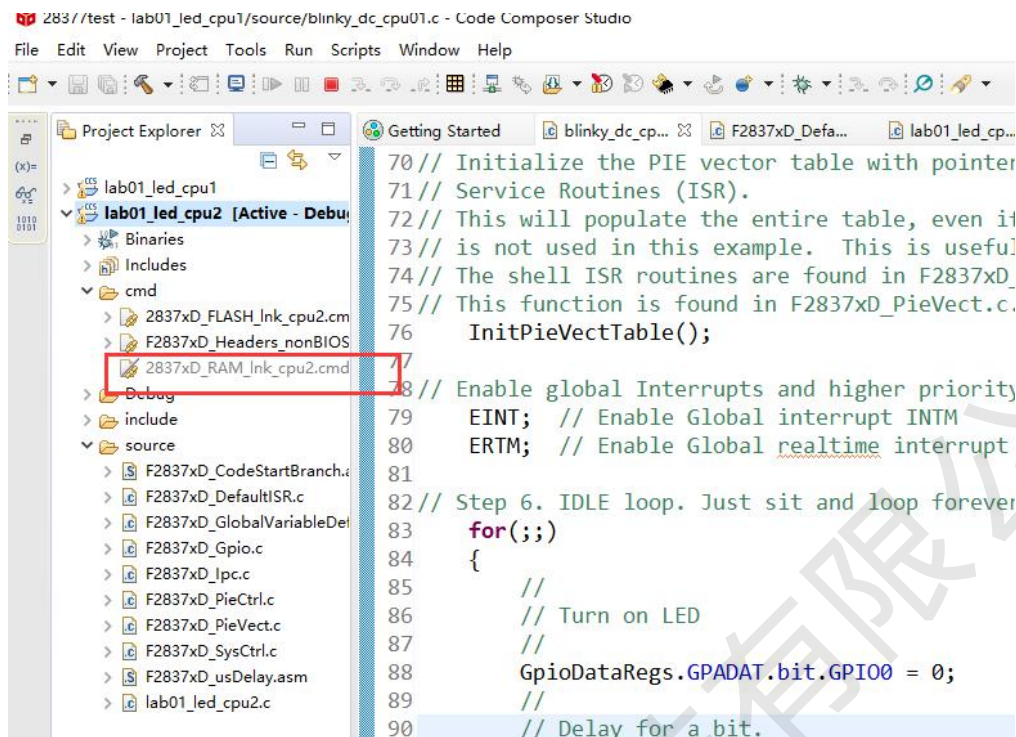 28377test - lab01_led_cpu1/source/blinky_dc_cpu01.c - Code Composer Studio
File Edit View Project Tools Run Scripts Window Help
Project Explorer
Getting Started blinky_dc_cp... F2837xD_Defa... lab01_led_cp...
(x)=
1010
0101
lab01_led_cpu1
lab01_led_cpu2 [Active - Debu
Binaries
Includes
cmd
2837xD_FLASH_lnk_cpu2.cm
F2837xD_Headers_nonBIOS
2837xD_RAM_lnk_cpu2.cmd
Debug
include
source
F2837xD_CodeStartBranch.a
F2837xD_DefaultISR.c
F2837xD_GlobalVariableDef
F2837xD_Gpio.c
F2837xD_Ipc.c
F2837xD_PieCtrl.c
F2837xD_PieVect.c
F2837xD_SysCtrl.c
F2837xD_usDelay.asm
lab01_led_cpu2.c
70 // Initialize the PIE vector table with pointer
71 // Service Routines (ISR).
72 // This will populate the entire table, even if
73 // is not used in this example. This is useful
74 // The shell ISR routines are found in F2837xD_
75 // This function is found in F2837xD_PieVect.c.
76 InitPieVectTable();
77
78 // Enable global Interrupts and higher priority
79 EINT; // Enable Global interrupt INTM
80 ERTM; // Enable Global realtime interrupt
81
82 // Step 6. IDLE loop. Just sit and loop forever
83 for(;;)
84 {
85 //
86 // Turn on LED
87 //
88 GpioDataRegs.GPADAT.bit.GPIO0 = 0;
89 //
90 // Delay for a bit.
有限公